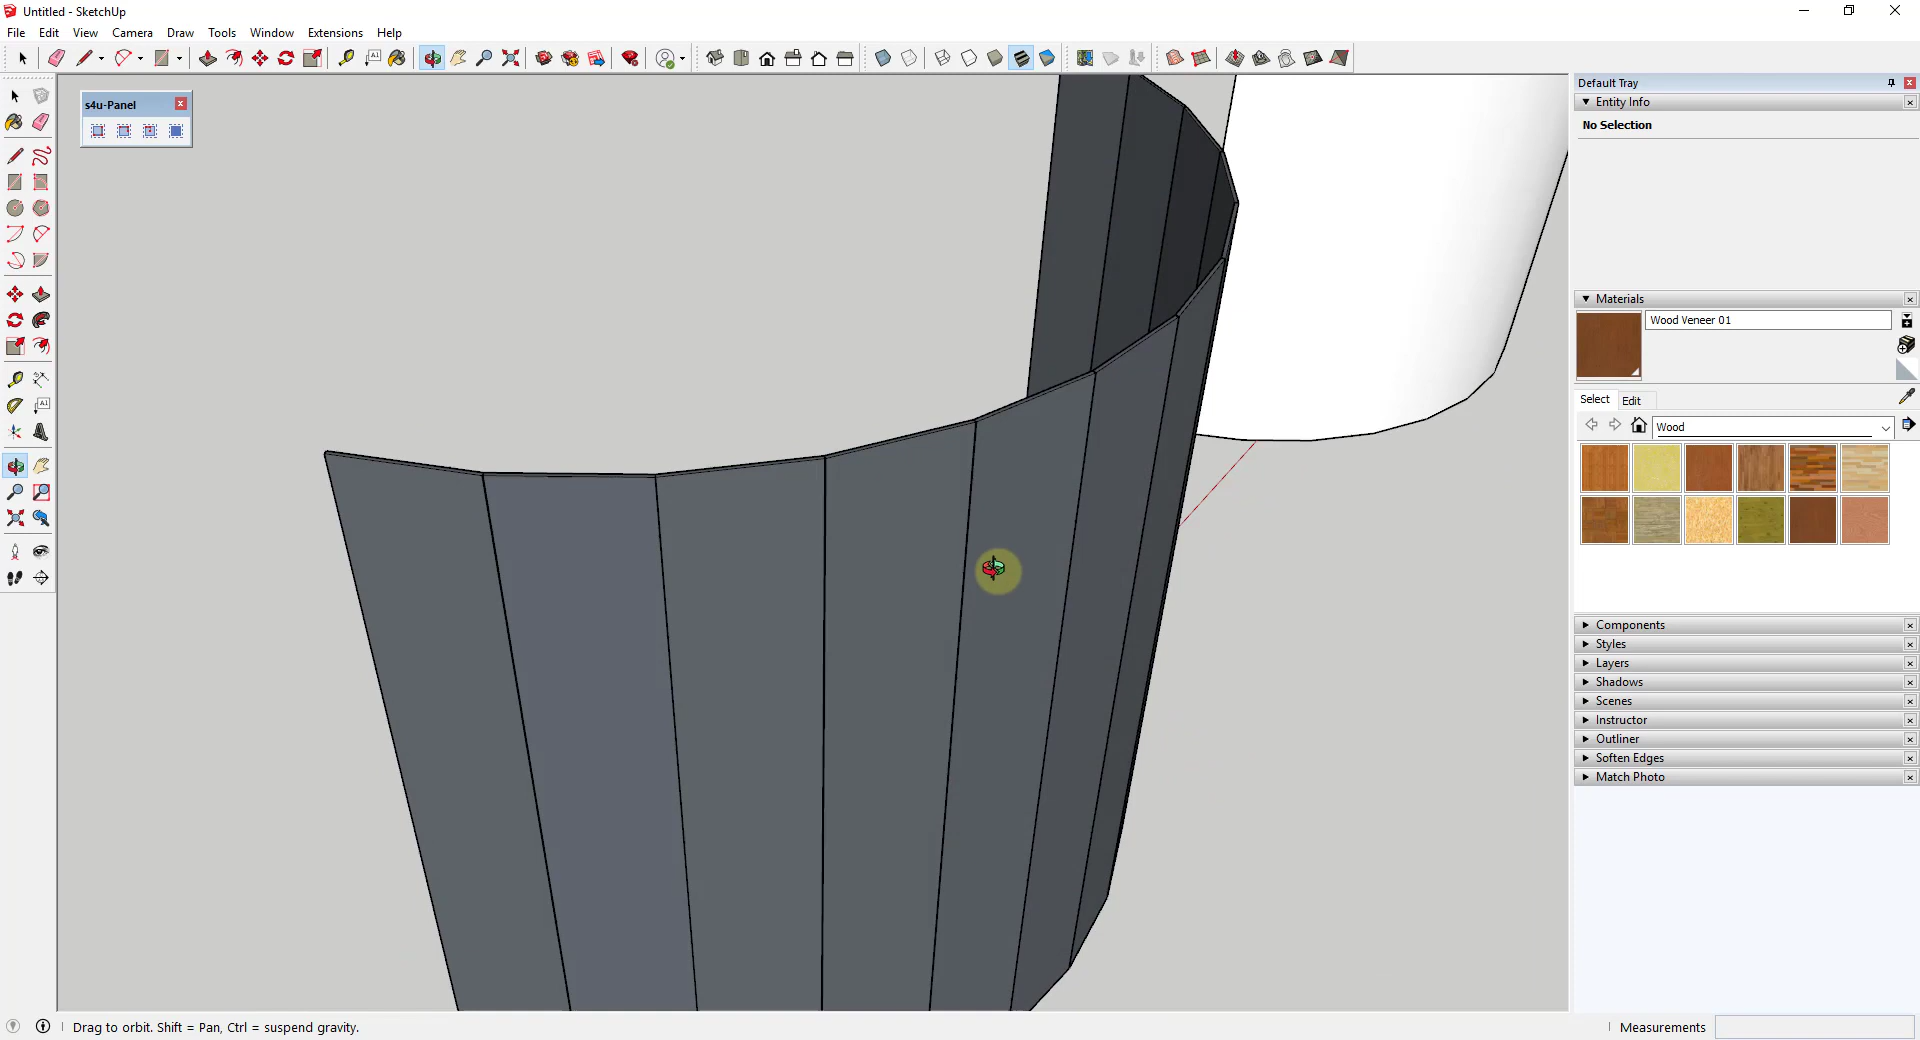 Untitled - SketchUp
File Edit View Camera Draw Tools Window Extensions Help
s4u-Panel
Default Tray
Entity Info
No Selection
Materials
Wood Veneer 01
Select Edit
Wood
Components
Styles
Layers
Shadows
Scenes
Instructor
Outliner
Soften Edges
Match Photo
Drag to orbit. Shift = Pan, Ctrl = suspend gravity.
Measurements